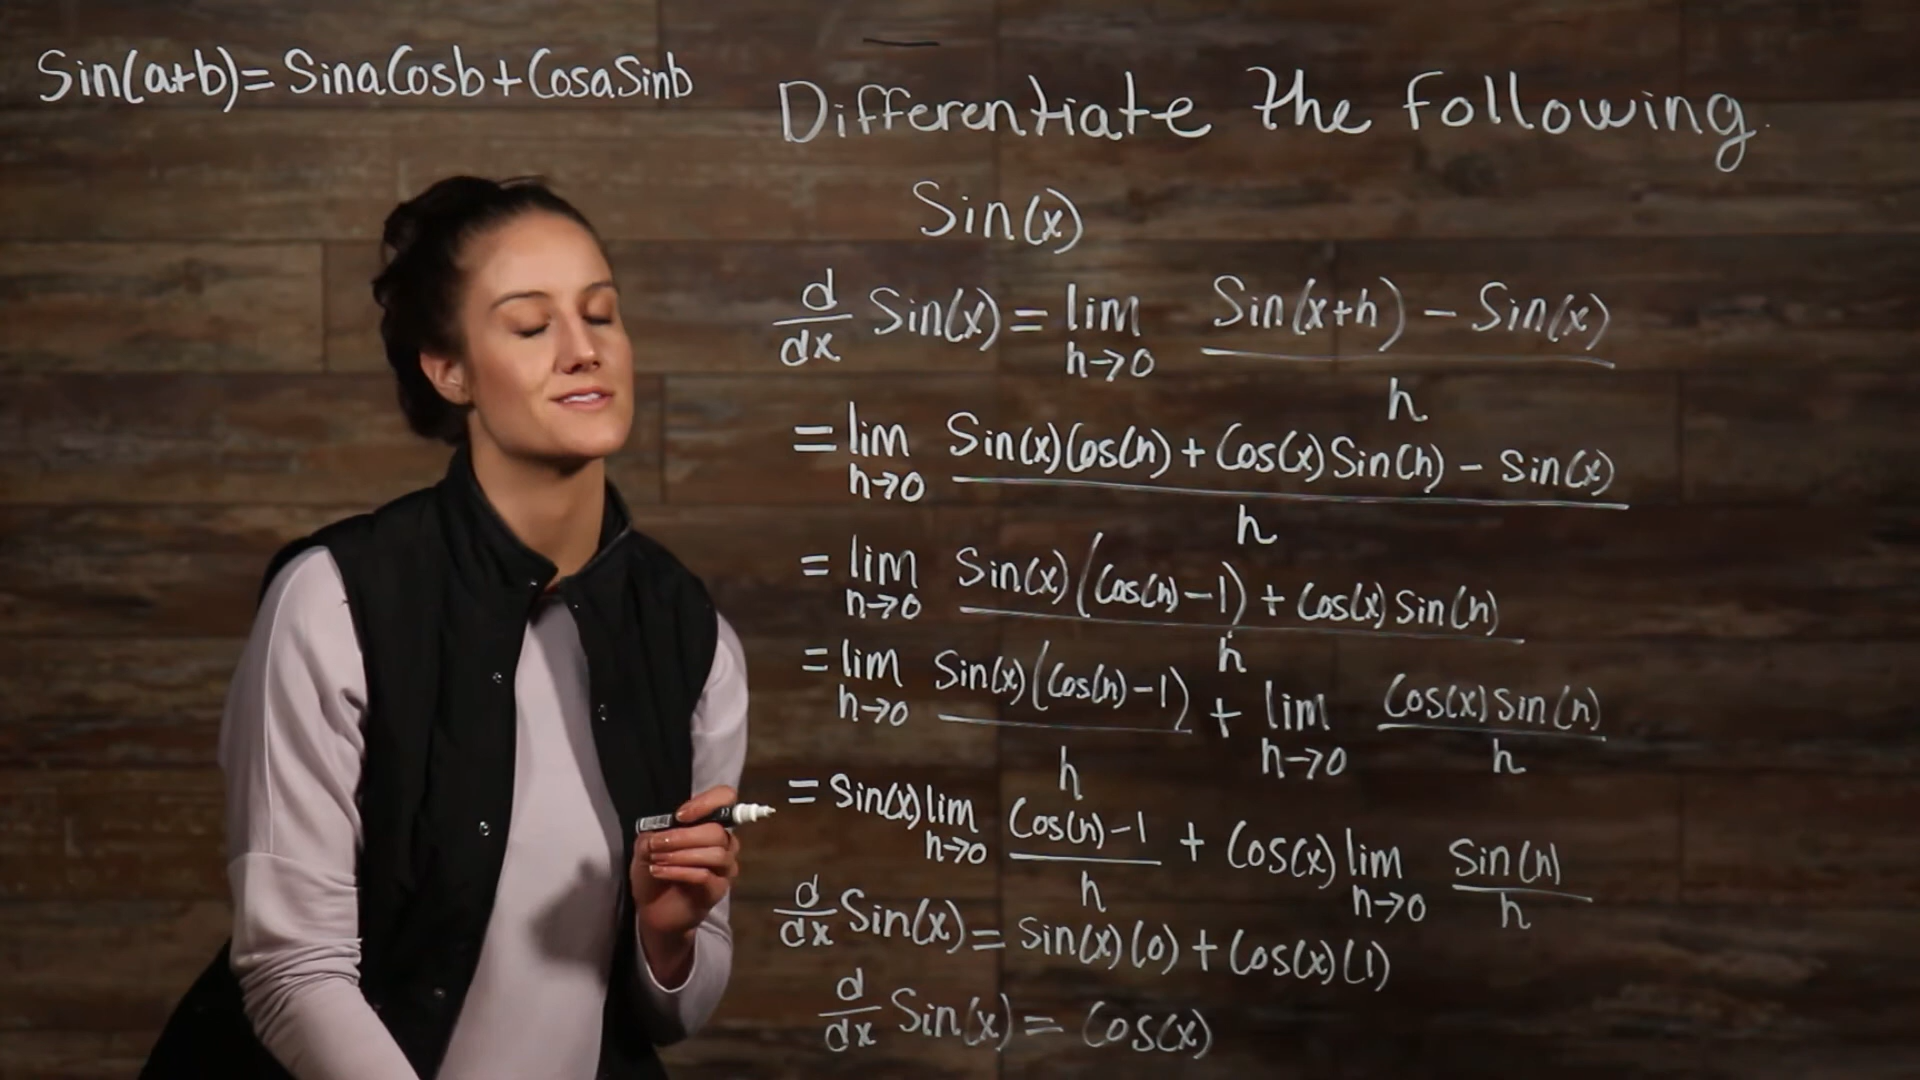 Sin(a+b)= SinaCosb+CosaSinb
Differentiate the following.
Sin(x)
d/dx Sin(x) = lim h→0 Sin(x+h) - Sin(x) / h
= lim h→0 Sin(x)Cos(h) + Cos(x)Sin(h) - Sin(x) / h
= lim h→0 Sin(x)(Cos(h)-1) + Cos(x)Sin(h) / h
= lim h→0 Sin(x)(Cos(h)-1) / h + lim h→0 Cos(x)Sin(h) / h
= Sin(x) lim h→0 Cos(h)-1 / h + Cos(x) lim h→0 Sin(h) / h
d/dx Sin(x) = Sin(x)(0) + Cos(x)(1)
d/dx Sin(x) = Cos(x)